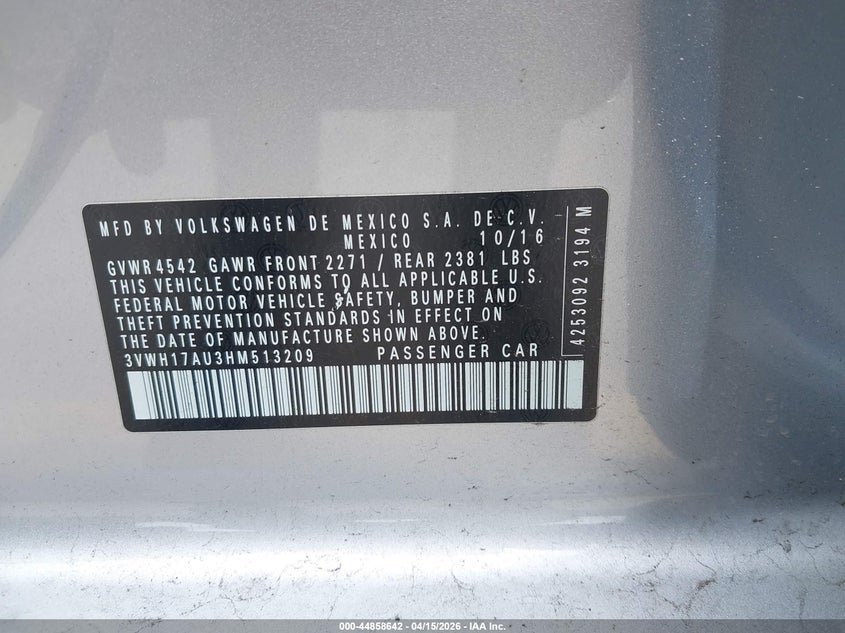 MFD BY VOLKSWAGEN DE MEXICO S.A. DE C.V.
MEXICO 10/16
GVWR 4542 GAWR FRONT 2271 / REAR 2381 LBS
THIS VEHICLE CONFORMS TO ALL APPLICABLE U.S.
FEDERAL MOTOR VEHICLE SAFETY, BUMPER AND
THEFT PREVENTION STANDARDS IN EFFECT ON
THE DATE OF MANUFACTURE SHOWN ABOVE.
3VWH17AU3HM513209 PASSENGER CAR
4253092 3194 M
000-44858642 - 04/15/2026 - IAA Inc.